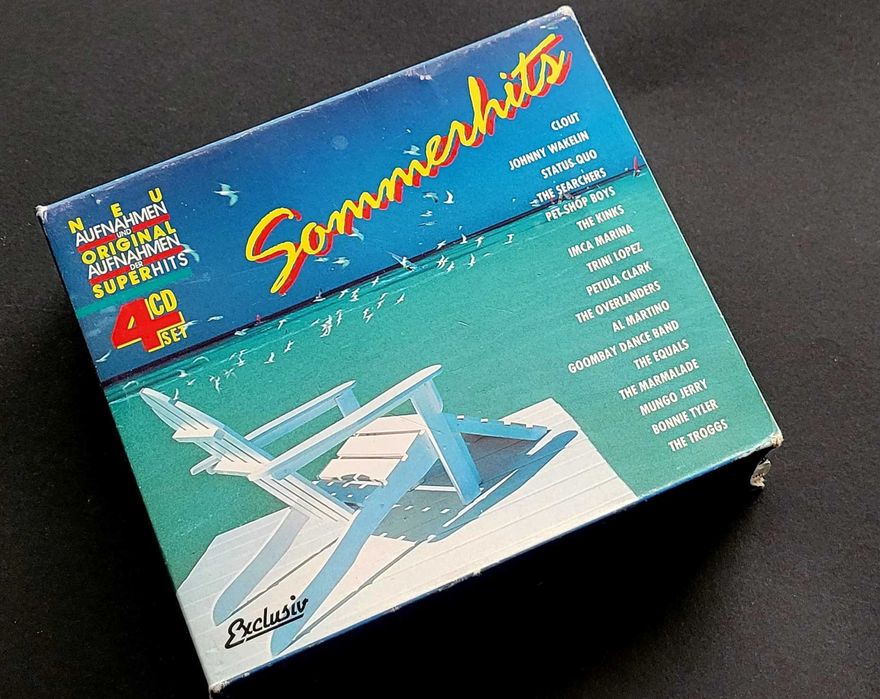 Sommerhits
NEU
AUFNAHMEN
UND
ORIGINAL
AUFNAHMEN
DER
SUPERHITS
4 CD
SET
CLOUT
JOHNNY WAKELIN
STATUS QUO
THE SEARCHERS
PET SHOP BOYS
THE KINKS
IMCA MARINA
TRINI LOPEZ
PETULA CLARK
THE OVERLANDERS
AL MARTINO
GOOMBAY DANCE BAND
THE EQUALS
THE MARMALADE
MUNGO JERRY
BONNIE TYLER
THE TROGGS
Exclusiv